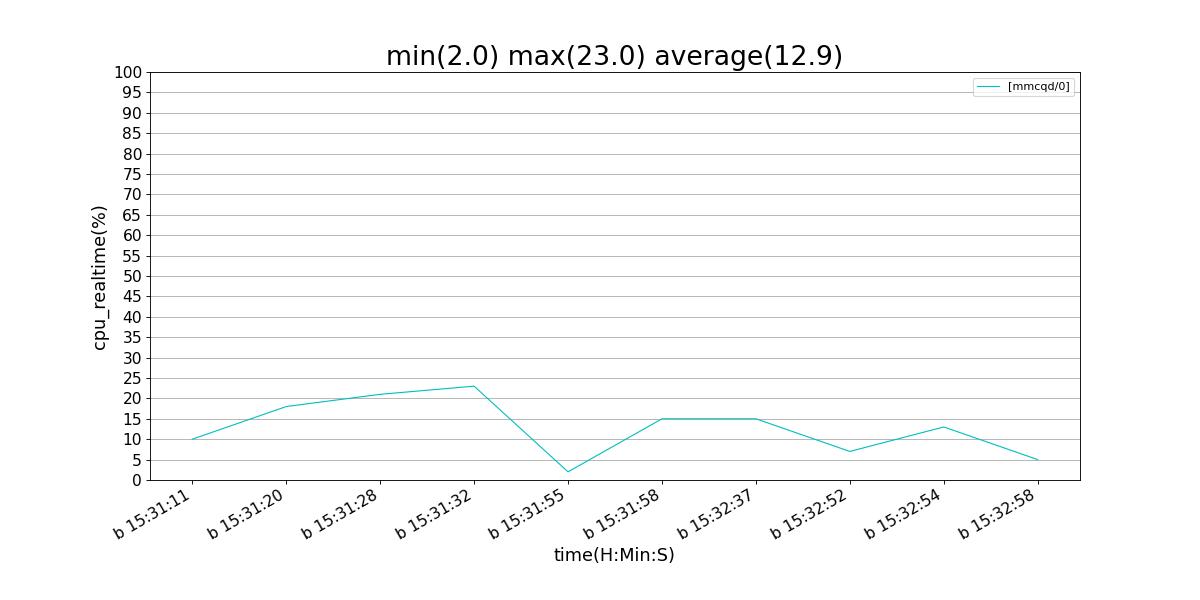 min(2.0) max(23.0) average(12.9)
[mmcqd/0]
100
95
90
85
80
75
70
65
60
55
50
45
40
35
30
25
20
15
10
5
0
cpu_realtime(%)
b 15:31:11
b 15:31:20
b 15:31:28
b 15:31:32
b 15:31:55
b 15:31:58
b 15:32:37
b 15:32:52
b 15:32:54
b 15:32:58
time(H:Min:S)